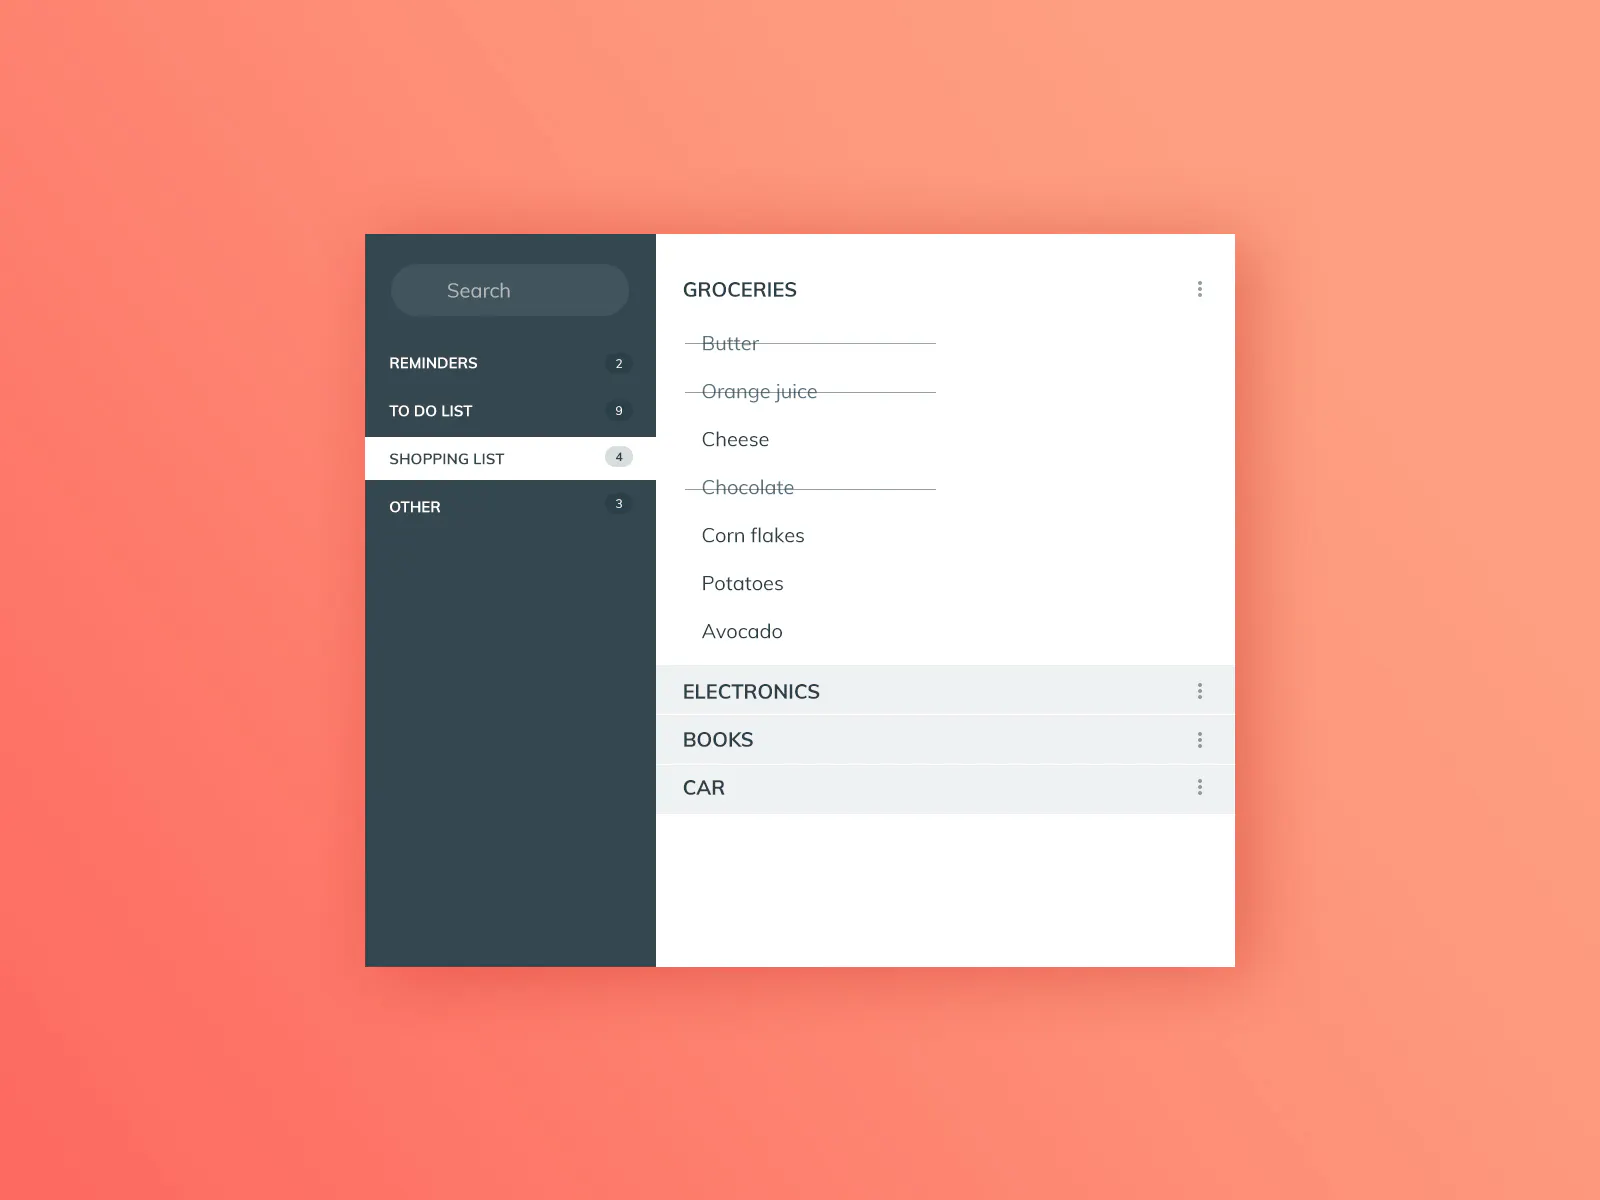 Search
REMINDERS 2
TO DO LIST 9
SHOPPING LIST 4
OTHER 3
GROCERIES
Butter
Orange juice
Cheese
Chocolate
Corn flakes
Potatoes
Avocado
ELECTRONICS
BOOKS
CAR